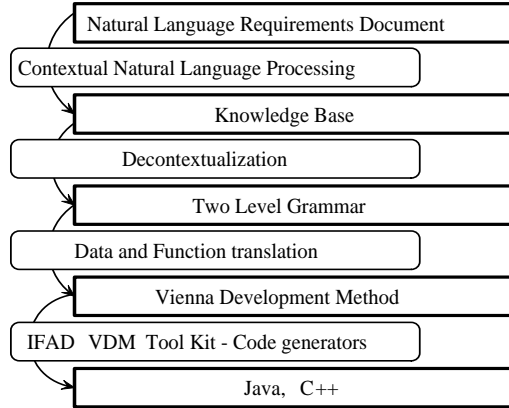 Natural Language Requirements Document
Contextual Natural Language Processing
Knowledge Base
Decontextualization
Two Level Grammar
Data and Function translation
Vienna Development Method
IFAD VDM Tool Kit - Code generators
Java, C++